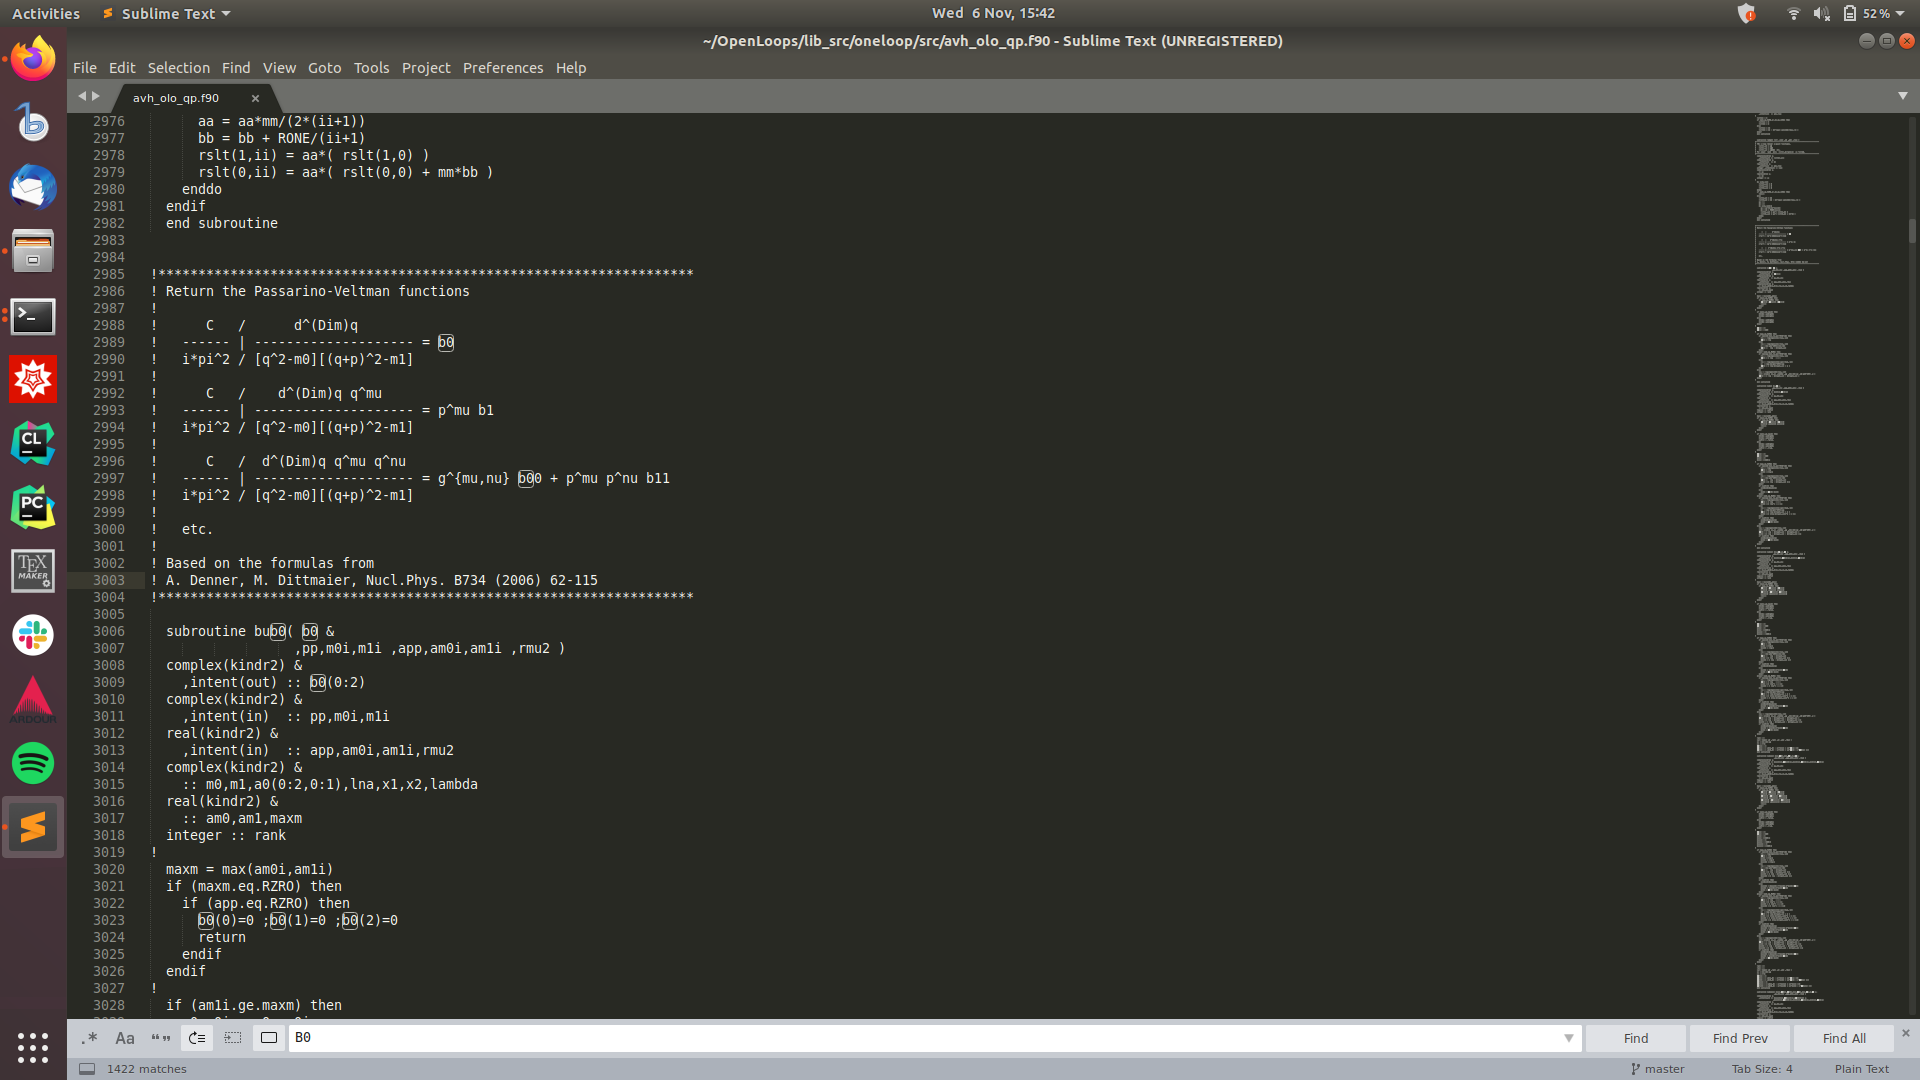 Activities Sublime Text Wed 6 Nov, 15:42 52 %
~/OpenLoops/lib_src/oneloop/src/avh_olo_qp.f90 - Sublime Text (UNREGISTERED)
File Edit Selection Find View Goto Tools Project Preferences Help
avh_olo_qp.f90 ×
2976 aa = aa*mm/(2*(ii+1))
2977 bb = bb + RONE/(ii+1)
2978 rslt(1,ii) = aa*( rslt(1,0) )
2979 rslt(0,ii) = aa*( rslt(0,0) + mm*bb )
2980 enddo
2981 endif
2982 end subroutine
2983
2984
2985 !*******************************************************************
2986 ! Return the Passarino-Veltman functions
2987 !
2988 ! C / d^(Dim)q
2989 ! ------ | -------------------- = b0
2990 ! i*pi^2 / [q^2-m0][(q+p)^2-m1]
2991 !
2992 ! C / d^(Dim)q q^mu
2993 ! ------ | -------------------- = p^mu b1
2994 ! i*pi^2 / [q^2-m0][(q+p)^2-m1]
2995 !
2996 ! C / d^(Dim)q q^mu q^nu
2997 ! ------ | -------------------- = g^{mu,nu} b00 + p^mu p^nu b11
2998 ! i*pi^2 / [q^2-m0][(q+p)^2-m1]
2999 !
3000 ! etc.
3001 !
3002 ! Based on the formulas from
3003 ! A. Denner, M. Dittmaier, Nucl.Phys. B734 (2006) 62-115
3004 !*******************************************************************
3005
3006 subroutine bub0( b0 &
3007 ,pp,m0i,m1i ,app,am0i,am1i ,rmu2 )
3008 complex(kindr2) &
3009 ,intent(out) :: b0(0:2)
3010 complex(kindr2) &
3011 ,intent(in) :: pp,m0i,m1i
3012 real(kindr2) &
3013 ,intent(in) :: app,am0i,am1i,rmu2
3014 complex(kindr2) &
3015 :: m0,m1,a0(0:2,0:1),lna,x1,x2,lambda
3016 real(kindr2) &
3017 :: am0,am1,maxm
3018 integer :: rank
3019 !
3020 maxm = max(am0i,am1i)
3021 if (maxm.eq.RZRO) then
3022 if (app.eq.RZRO) then
3023 b0(0)=0 ;b0(1)=0 ;b0(2)=0
3024 return
3025 endif
3026 endif
3027 !
3028 if (am1i.ge.maxm) then
.* Aa “” B0 Find Find Prev Find All ×
1422 matches master Tab Size: 4 Plain Text
CL
PC
TEX
MAKER
ARDOUR